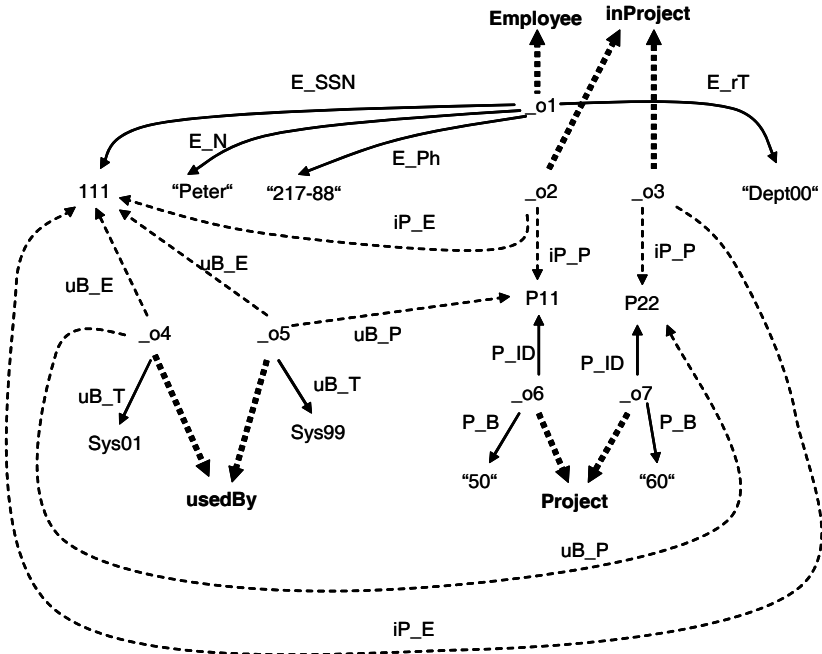 Employee inProject
E_SSN
E_rT
_o1
E_N
E_Ph
111 “Peter“ “217-88“ _o2 _o3 “Dept00“
iP_E
iP_P iP_P
uB_E uB_E
P11 P22
_o4 _o5 uB_P
P_ID P_ID
uB_T uB_T
_o6 _o7
P_B P_B
Sys01 Sys99
“50“ “60“
usedBy Project
uB_P
iP_E